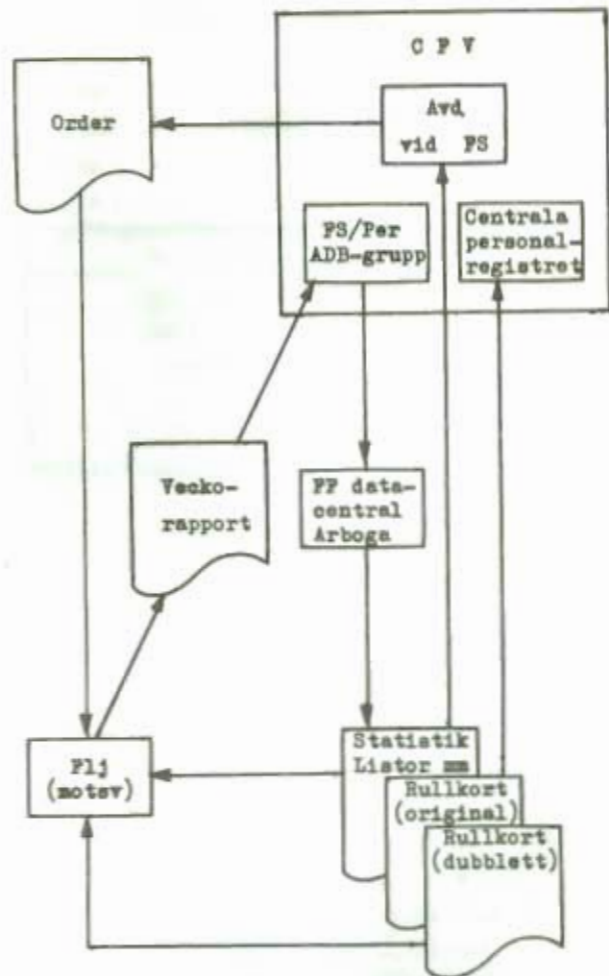 C F V
Order
Avd,
vid FS
FS/Per
ADB-grupp
Centrala
personal-
registret
Vecko-
rapport
FF data-
central
Arboga
Flj
(motsv)
Statistik
Listor mm
Rullkort
(original)
Rullkort
(dubblett)